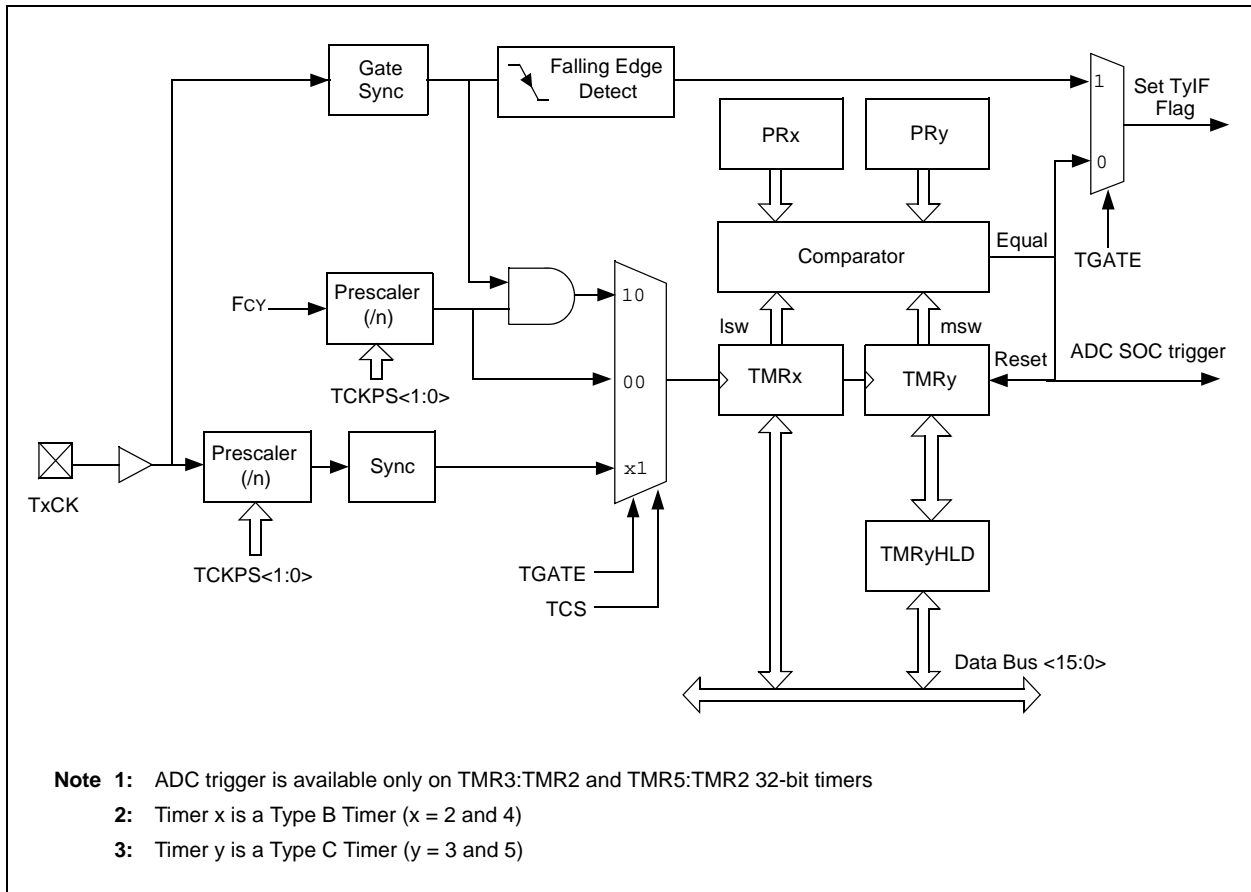 Gate
Sync
Falling Edge
Detect
1
Set TyIF
Flag
PRx
PRy
0
Equal
Comparator
TGATE
10
FCY
Prescaler
(/n)
lsw
msw
ADC SOC trigger
Reset
00
TMRx
TMRy
TCKPS<1:0>
Prescaler
(/n)
Sync
x1
TxCK
TMRyHLD
TGATE
TCKPS<1:0>
TCS
Data Bus <15:0>
Note 1: ADC trigger is available only on TMR3:TMR2 and TMR5:TMR2 32-bit timers
2: Timer x is a Type B Timer (x = 2 and 4)
3: Timer y is a Type C Timer (y = 3 and 5)